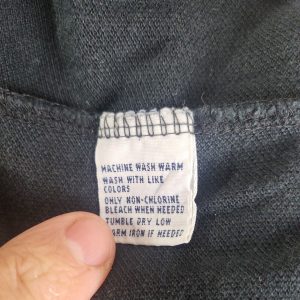 MACHINE WASH WARM
WASH WITH LIKE
COLORS
ONLY NON-CHLORINE
BLEACH WHEN NEEDED
TUMBLE DRY LOW
WARM IRON IF NEEDED